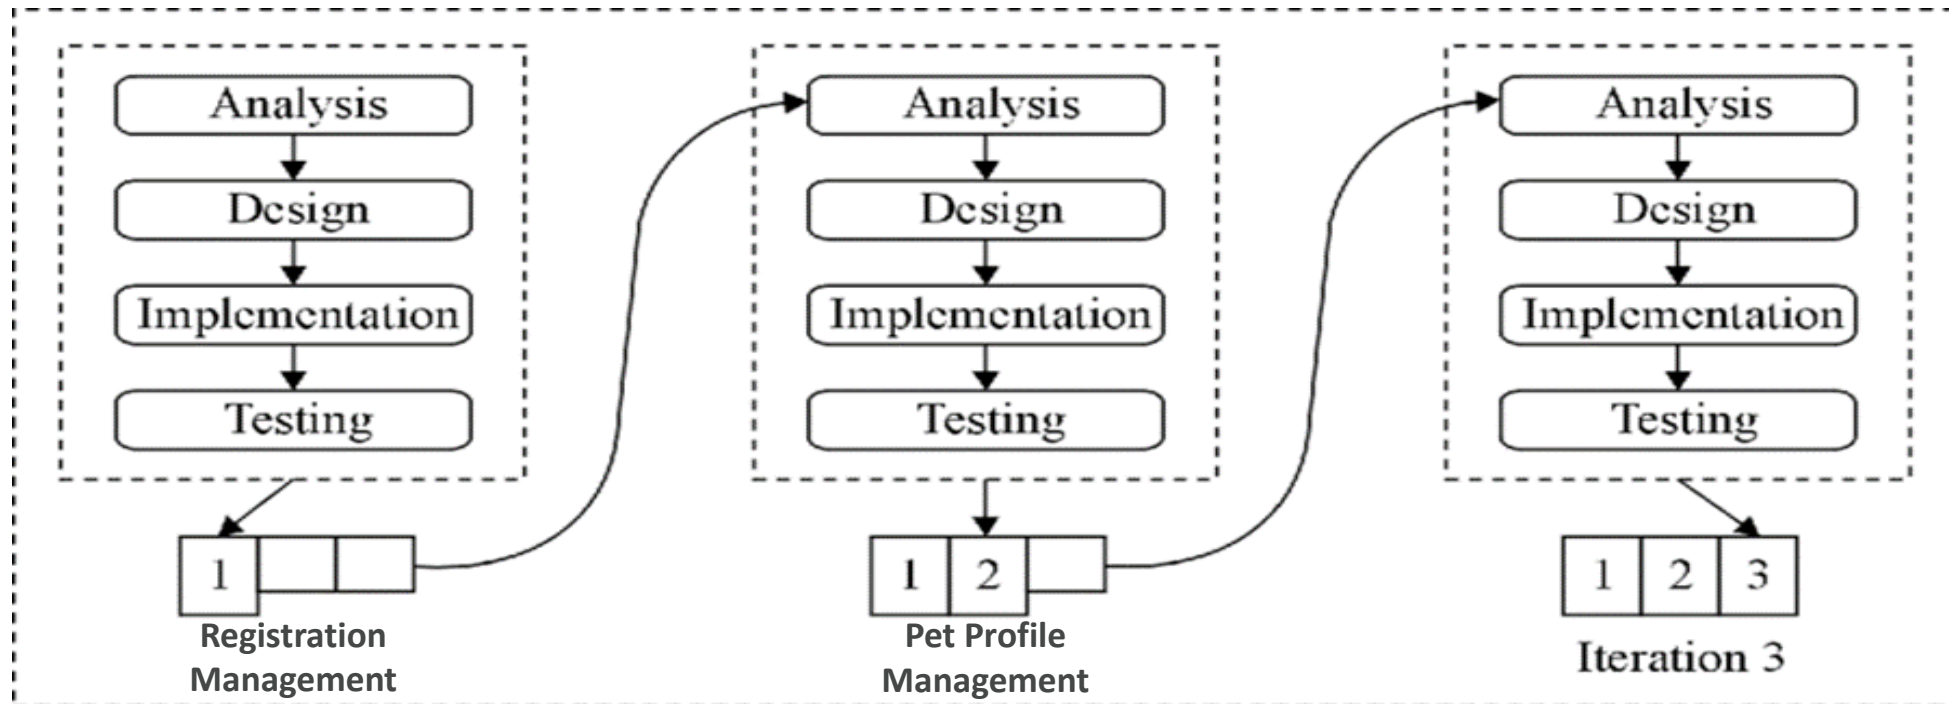 Analysis
Design
Implementation
Testing
1
Registration
Management
Analysis
Design
Implementation
Testing
1 2
Pet Profile
Management
Analysis
Design
Implementation
Testing
1 2 3
Iteration 3